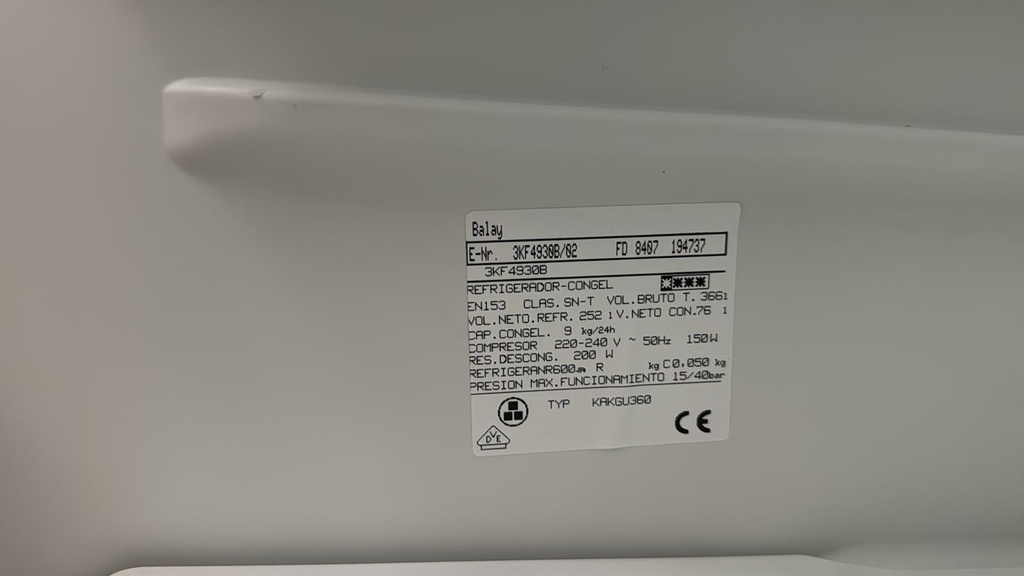 Balay
E-Nr. 3KF4930B/02 FD 8407 194737
3KF4930B
REFRIGERADOR-CONGEL
EN153 CLAS.SN-T VOL.BRUTO T.366l
VOL.NETO.REFR.252 l V.NETO CON.76 l
CAP.CONGEL. 9 kg/24h
COMPRESOR 220-240 V ~ 50Hz 150W
RES.DESCONG. 200 W
REFRIGERANR600a R kg C0,050 kg
PRESION MAX.FUNCIONAMIENTO 15/40bar
TYP KAKGU360
DVE
CE